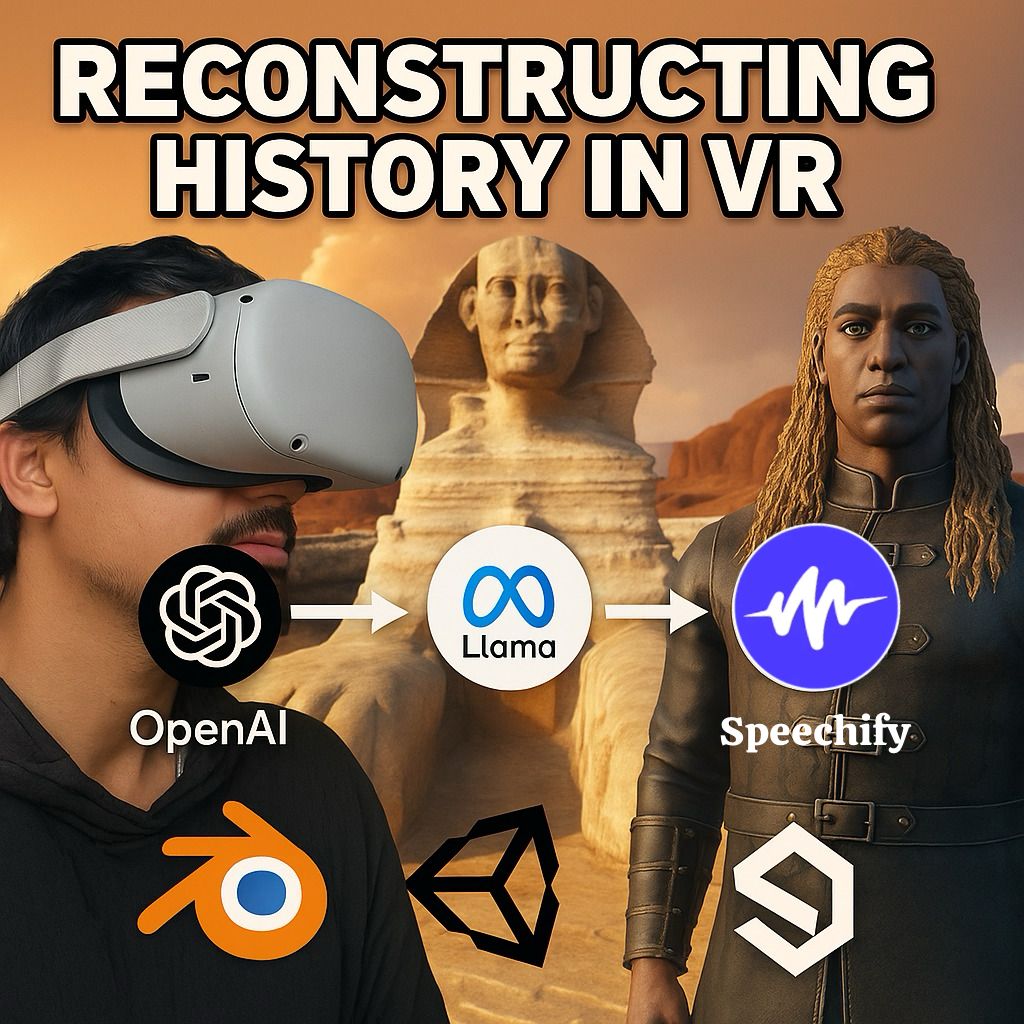 RECONSTRUCTING
HISTORY IN VR
Llama
OpenAI
Speechify